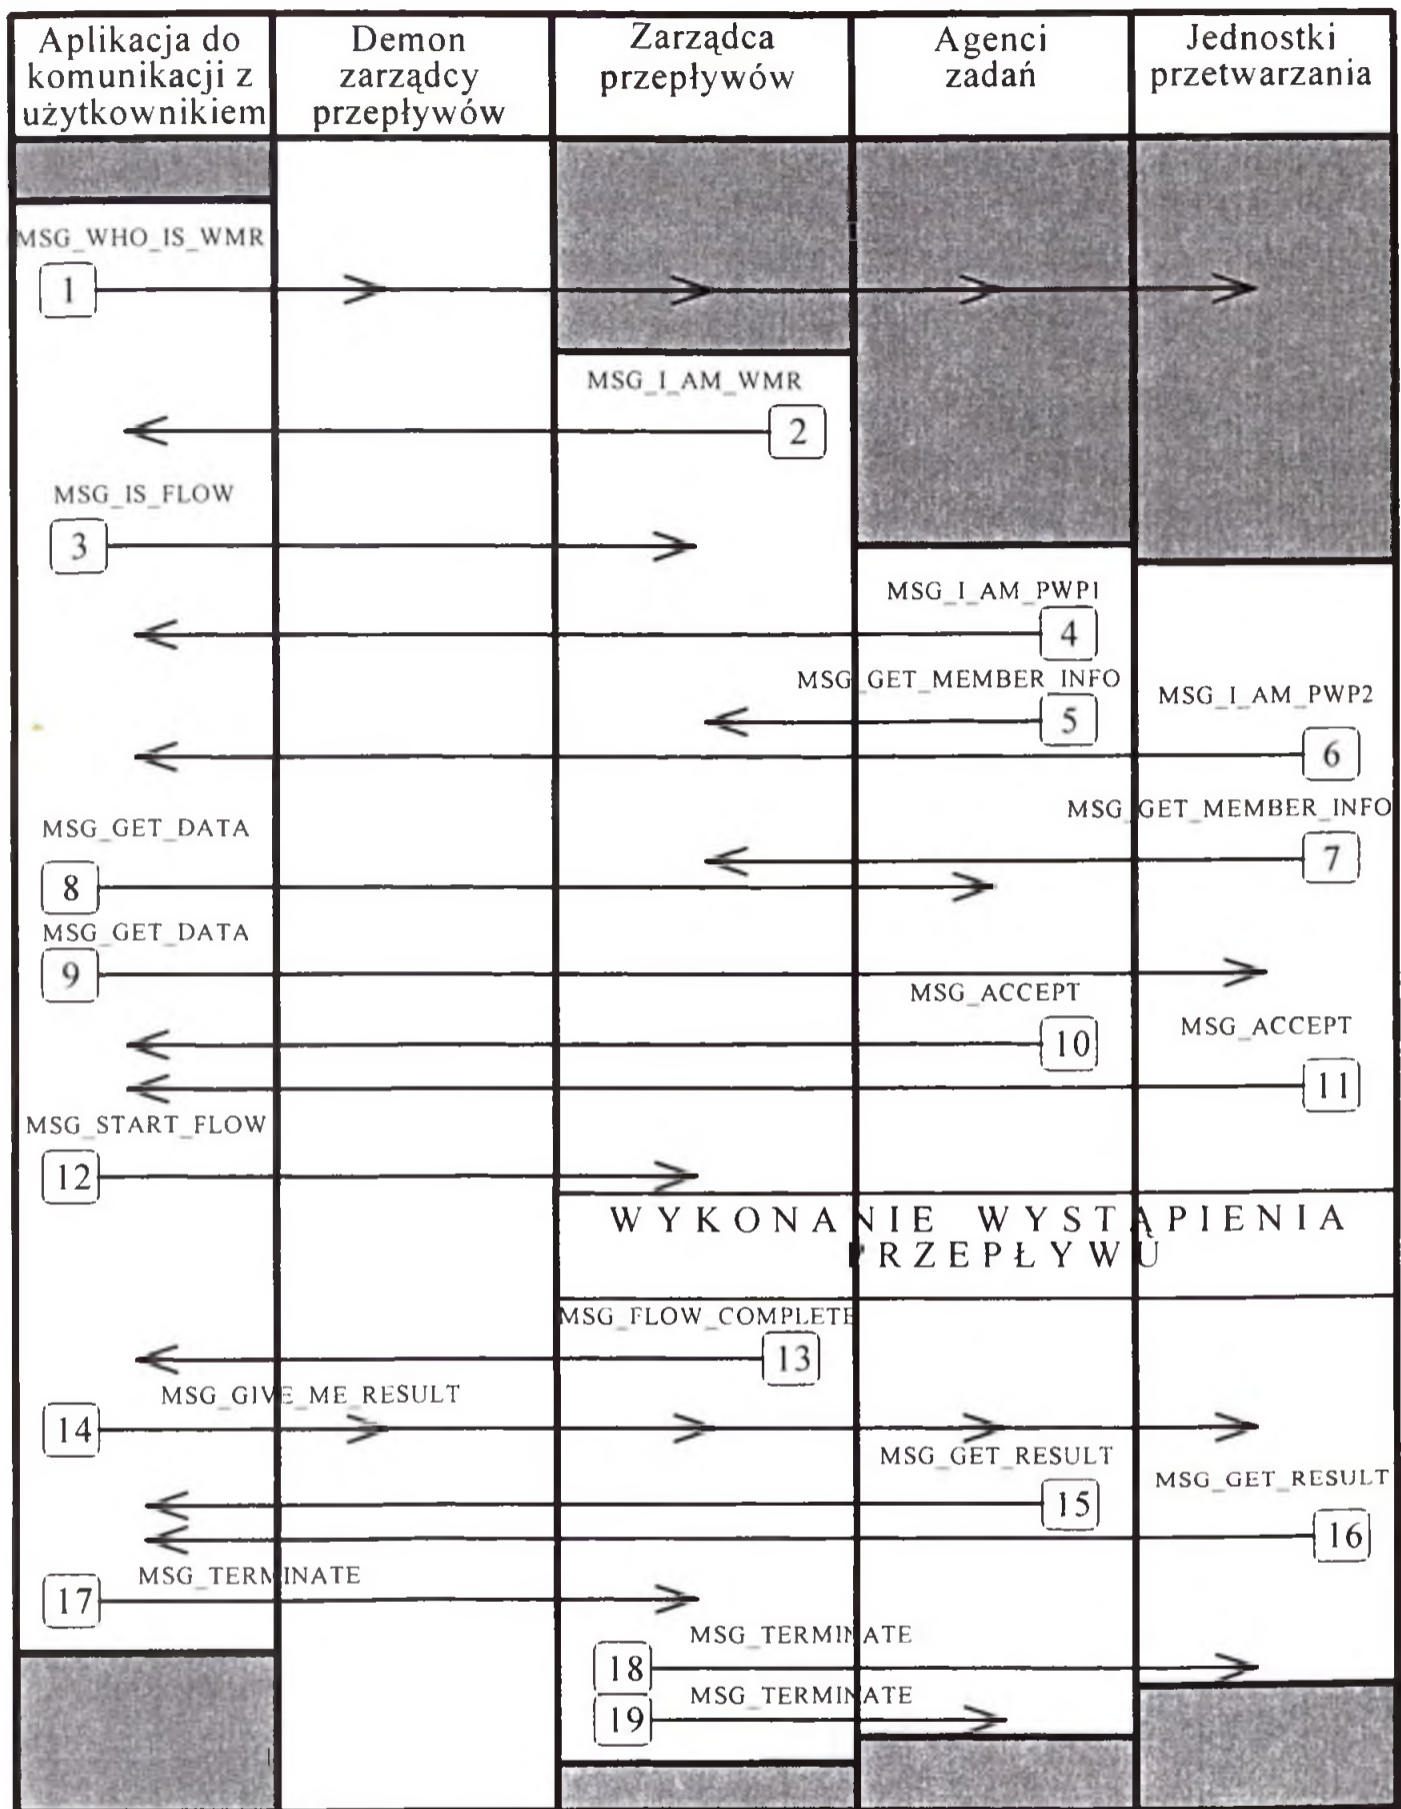 Aplikacja do
komunikacji z
użytkownikiem
Demon
zarządcy
przepływów
Zarządca
przepływów
Agenci
zadań
Jednostki
przetwarzania
MSG_WHO_IS_WMR
1
MSG_I_AM_WMR
2
MSG_IS_FLOW
3
MSG_I_AM_PWP1
4
MSG_GET_MEMBER_INFO
5
MSG_I_AM_PWP2
6
MSG_GET_MEMBER_INFO
7
MSG_GET_DATA
8
MSG_GET_DATA
9
MSG_ACCEPT
10
MSG_ACCEPT
11
MSG_START_FLOW
12
WYKONANIE WYSTĄPIENIA
PRZEPŁYWU
MSG_FLOW_COMPLETE
13
MSG_GIVE_ME_RESULT
14
MSG_GET_RESULT
15
MSG_GET_RESULT
16
MSG_TERMINATE
17
MSG_TERMINATE
18
MSG_TERMINATE
19